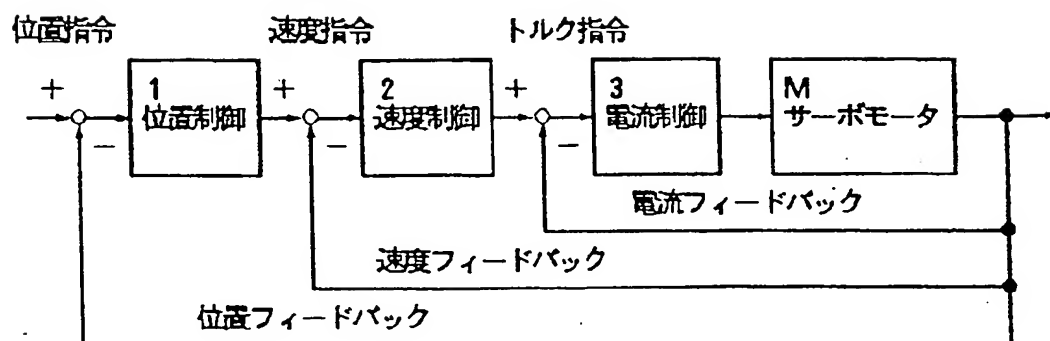 位置指令
速度指令
トルク指令
+
1
位置制御
+
2
速度制御
+
3
電流制御
M
サーボモータ
−
−
−
電流フィードバック
速度フィードバック
位置フィードバック